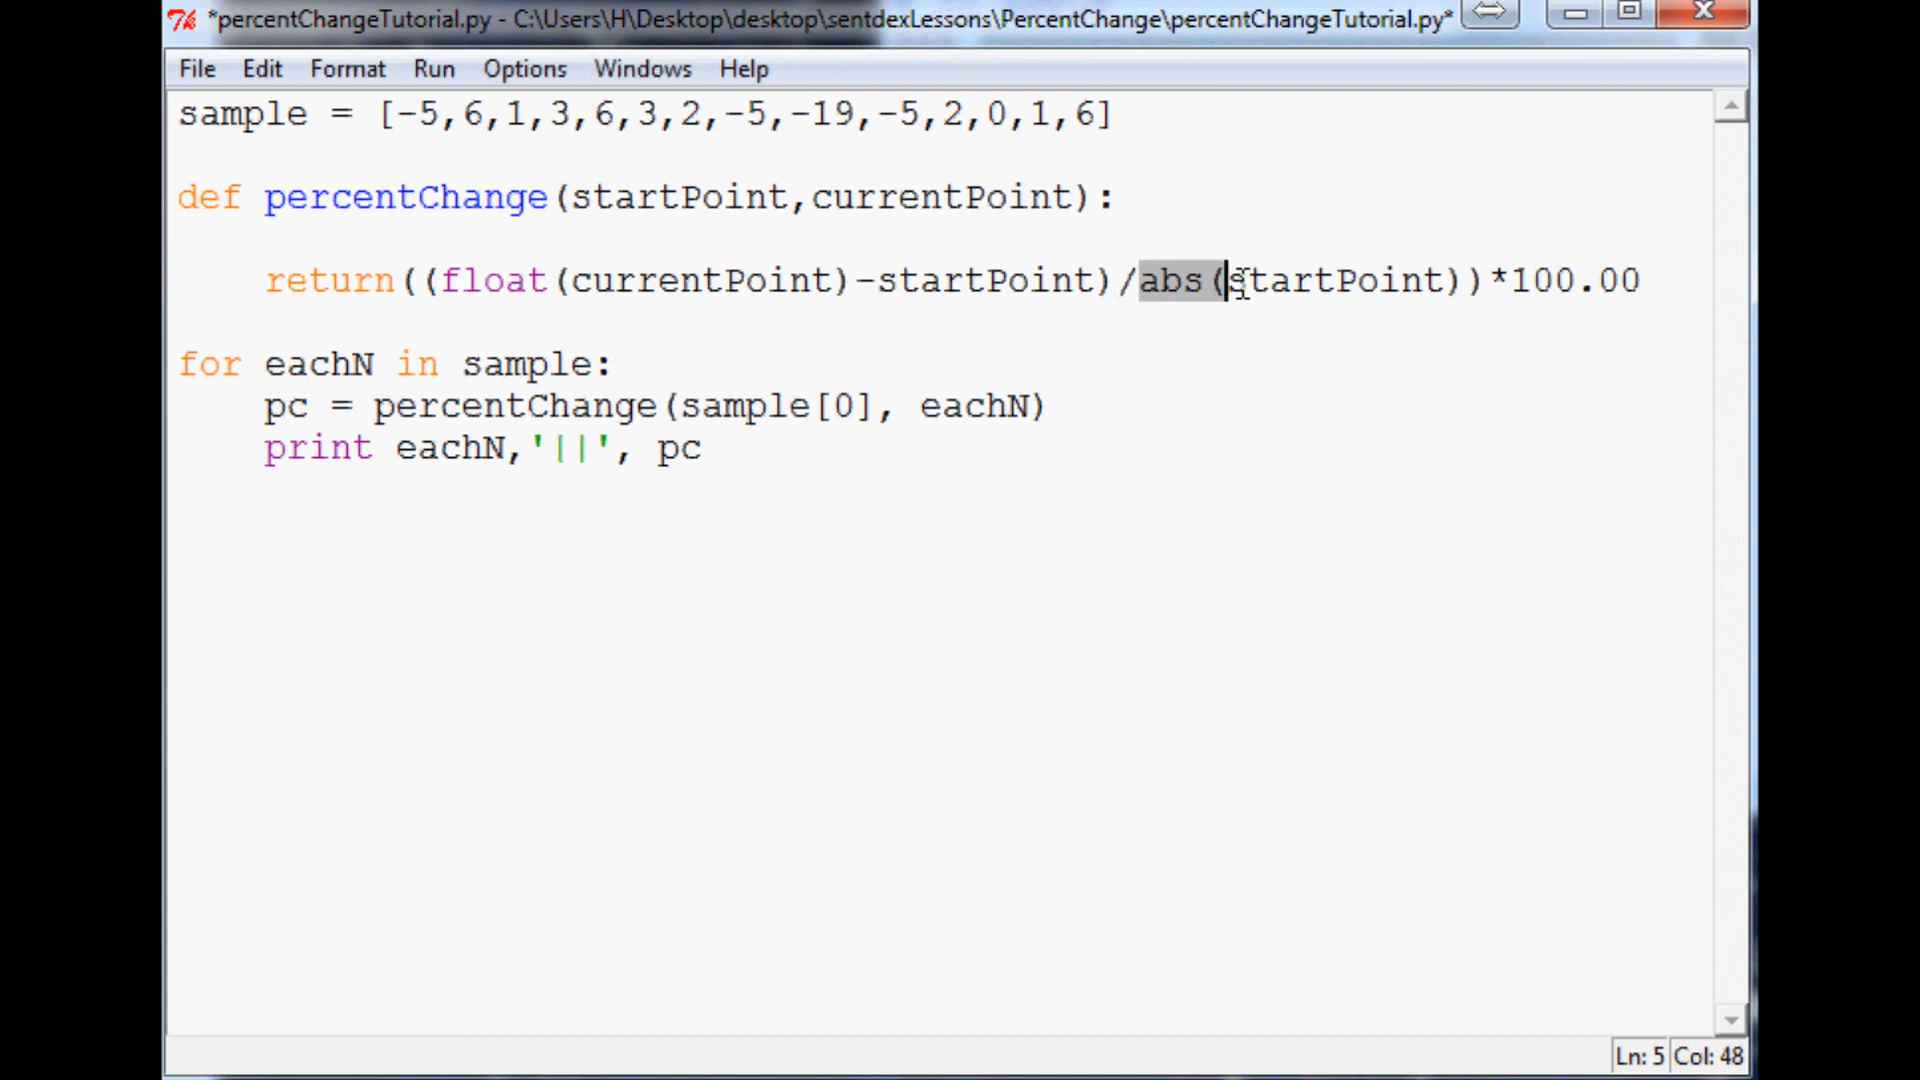 *percentChangeTutorial.py - C:\Users\H\Desktop\desktop\sentdexLessons\PercentChange\percentChangeTutorial.py*
File Edit Format Run Options Windows Help
sample = [-5,6,1,3,6,3,2,-5,-19,-5,2,0,1,6]
def percentChange(startPoint,currentPoint):
return((float(currentPoint)-startPoint)/abs(startPoint))*100.00
for eachN in sample:
pc = percentChange(sample[0], eachN)
print eachN,'||', pc
Ln: 5 Col: 48